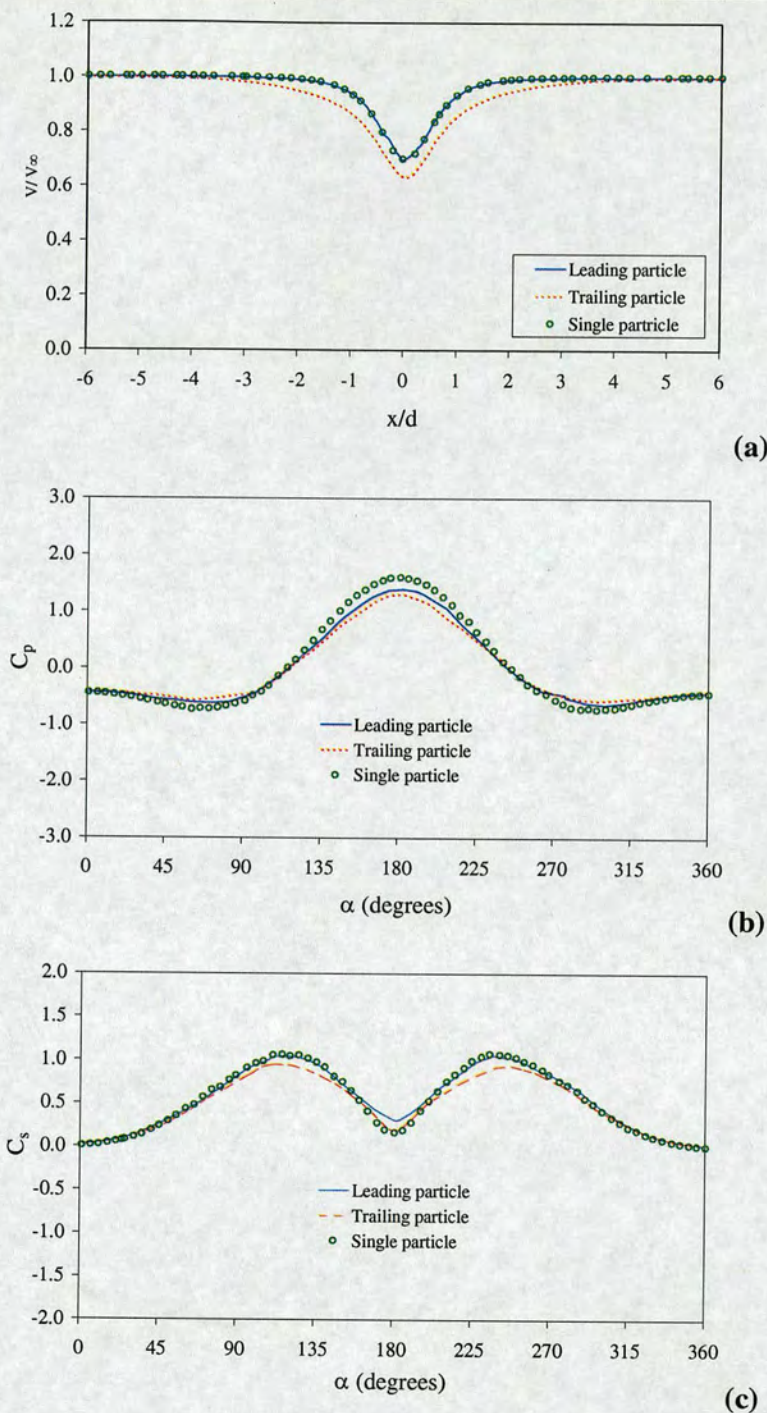 1.2
1.0
0.8
0.6
0.4
0.2
0.0
V/V∞
Leading particle
Trailing particle
Single partricle
-6 -5 -4 -3 -2 -1 0 1 2 3 4 5 6
x/d
(a)
3.0
2.0
1.0
0.0
-1.0
-2.0
-3.0
Cp
Leading particle
Trailing particle
Single particle
0 45 90 135 180 225 270 315 360
α (degrees)
(b)
2.0
1.5
1.0
0.5
0.0
-0.5
-1.0
-1.5
-2.0
Cs
Leading particle
Trailing particle
Single particle
0 45 90 135 180 225 270 315 360
α (degrees)
(c)